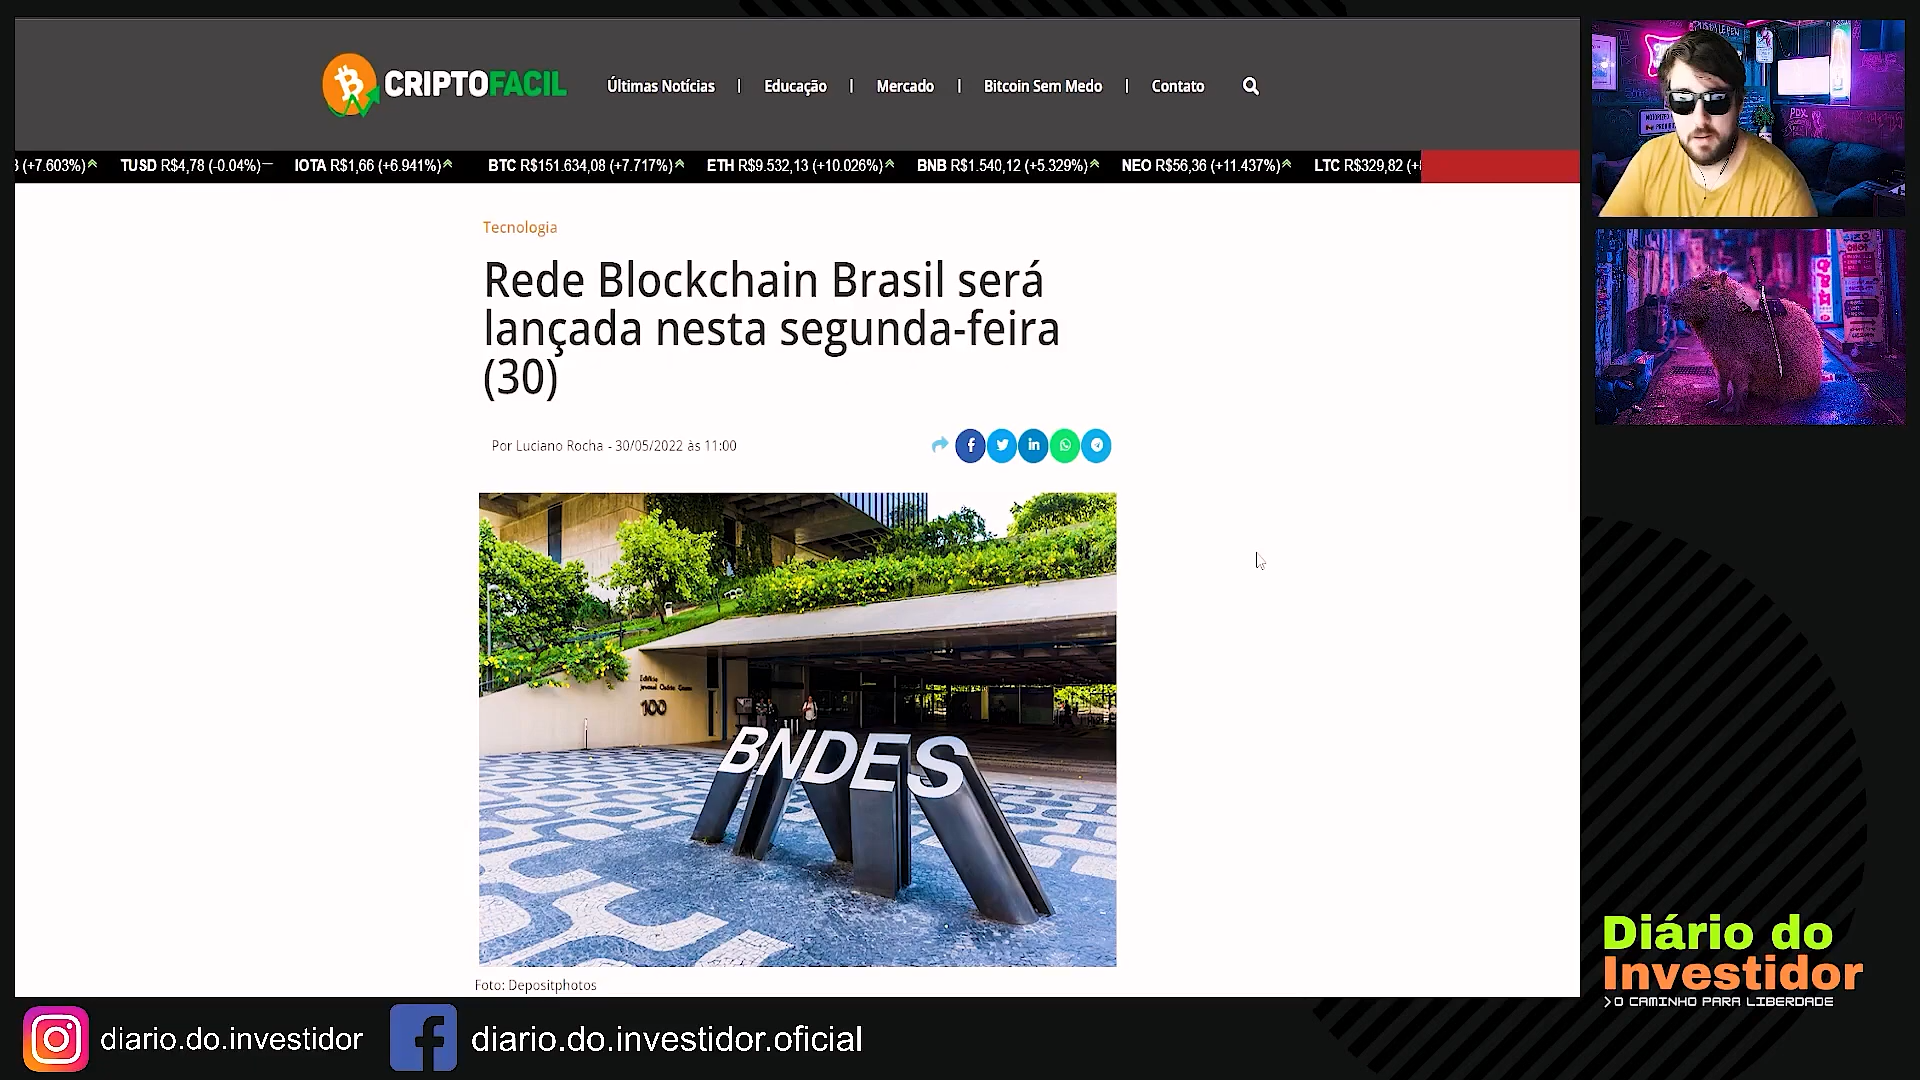 CRIPTOFACIL
Últimas Notícias | Educação | Mercado | Bitcoin Sem Medo | Contato
(+7.603%) TUSD R$4,78 (-0.04%) IOTA R$1,66 (+6.941%) BTC R$151.634,08 (+7.717%) ETH R$9.532,13 (+10.026%) BNB R$1.540,12 (+5.329%) NEO R$56,36 (+11.437%) LTC R$329,82
Tecnologia
Rede Blockchain Brasil será
lançada nesta segunda-feira
(30)
Por Luciano Rocha - 30/05/2022 às 11:00
100
BNDES
Foto: Depositphotos
Diário do
Investidor
>O CAMINHO PARA LIBERDADE
diario.do.investidor
diario.do.investidor.oficial